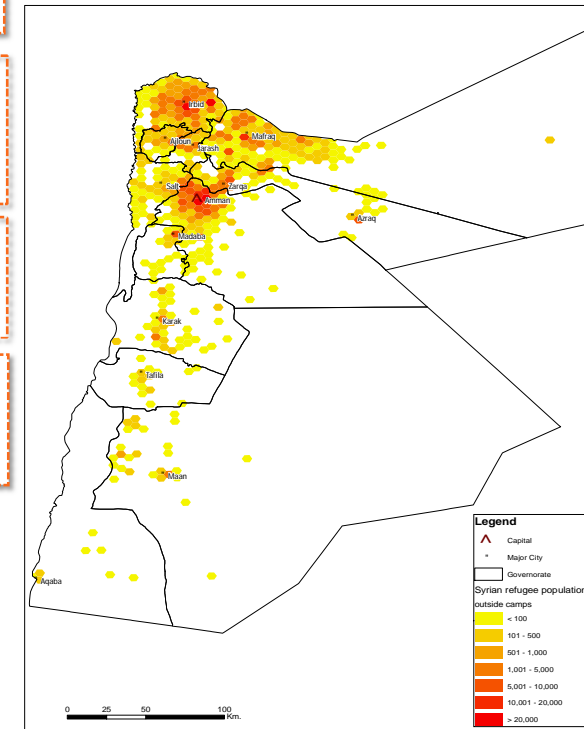 Irbid
Mafraq
Ajloun
Jarash
Salt
Zarqa
Amman
Azraq
Madaba
Karak
Tafila
Maan
Aqaba
Legend
Capital
Major City
Governorate
Syrian refugee population
outside camps
< 100
101 - 500
501 - 1,000
1,001 - 5,000
5,001 - 10,000
10,001 - 20,000
> 20,000
0 25 50 100
Km.